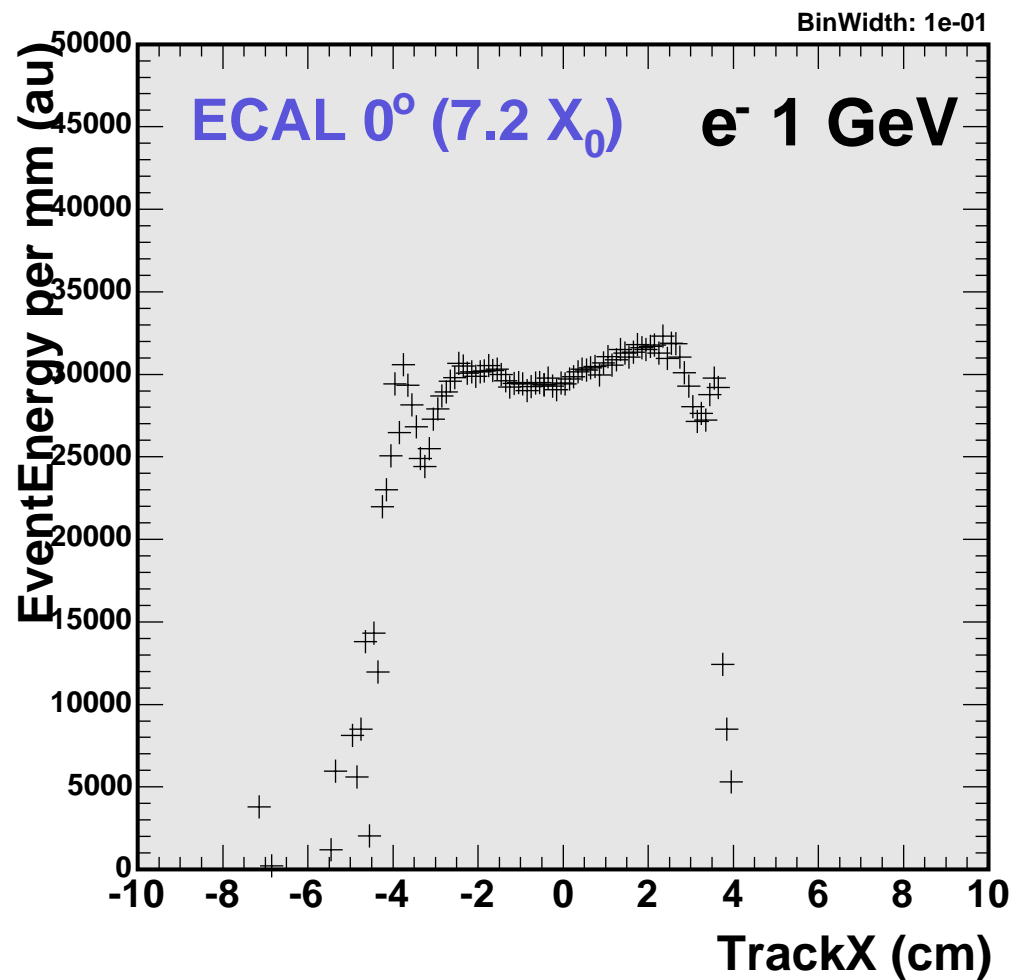 BinWidth: 1e-01
ECAL 0° (7.2 X₀) e⁻ 1 GeV
EventEnergy per mm (au)
50000
45000
40000
35000
30000
25000
20000
15000
10000
5000
0
-10 -8 -6 -4 -2 0 2 4 6 8 10
TrackX (cm)